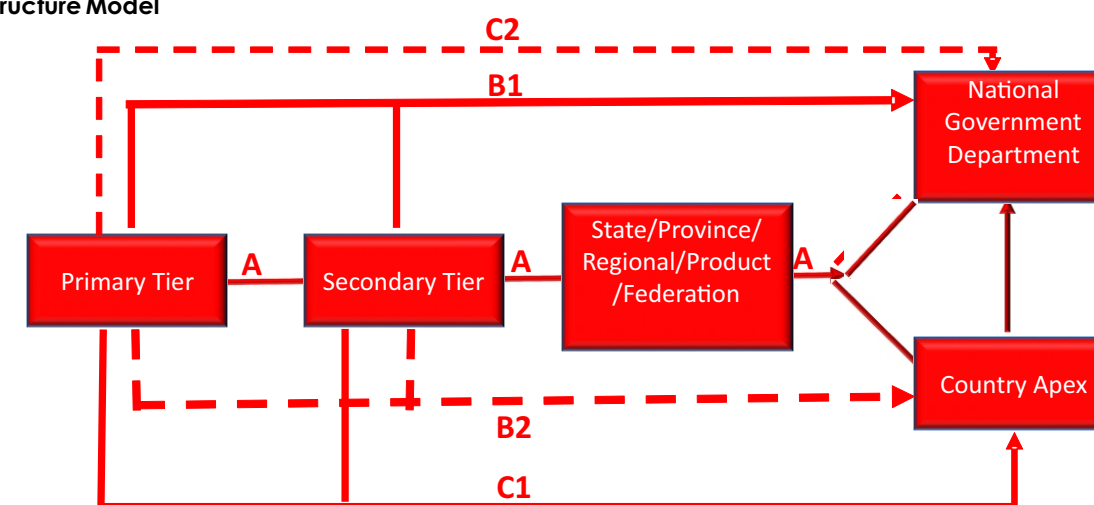 ructure Model
C2
B1
National
Government
Department
State/Province/
Regional/Product
/Federation
A
A
A
Primary Tier
Secondary Tier
Country Apex
B2
C1